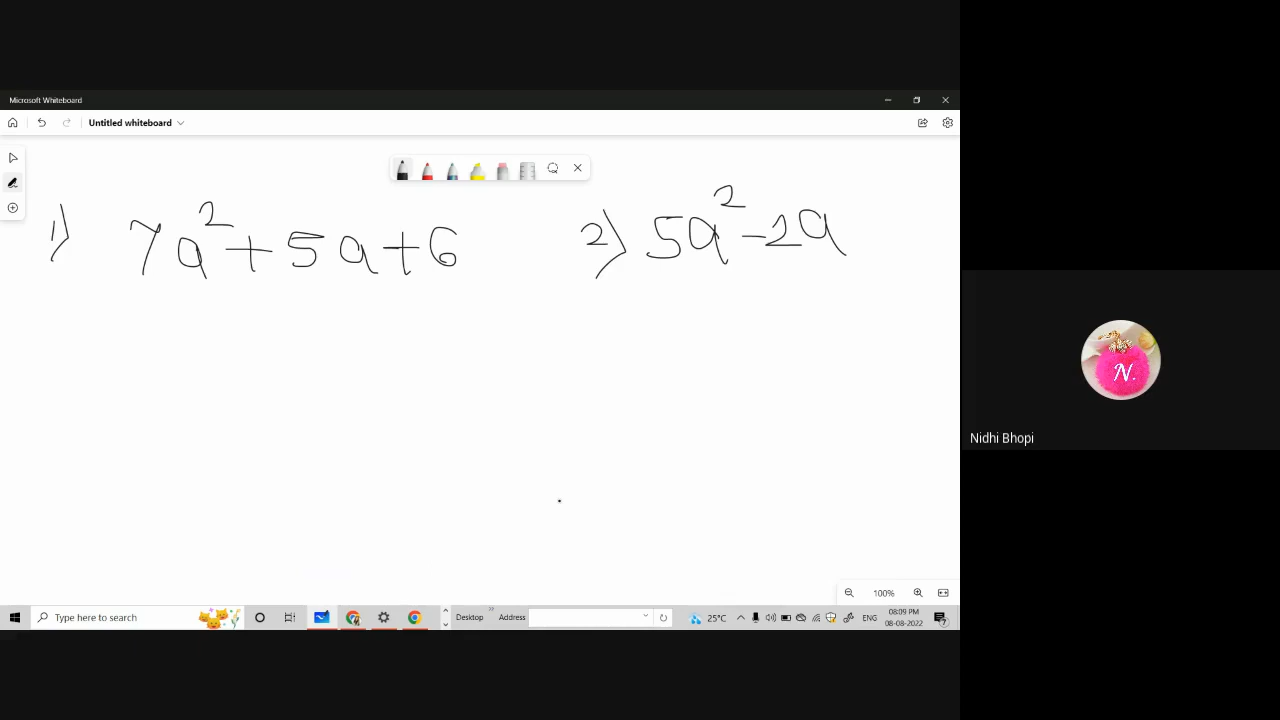 Microsoft Whiteboard
Untitled whiteboard
1) 7a² + 5a + 6
2) 5a² - 2a
N.
Nidhi Bhopi
100%
Type here to search
Desktop
»
Address
25°C
ENG
08:09 PM
08-08-2022
7